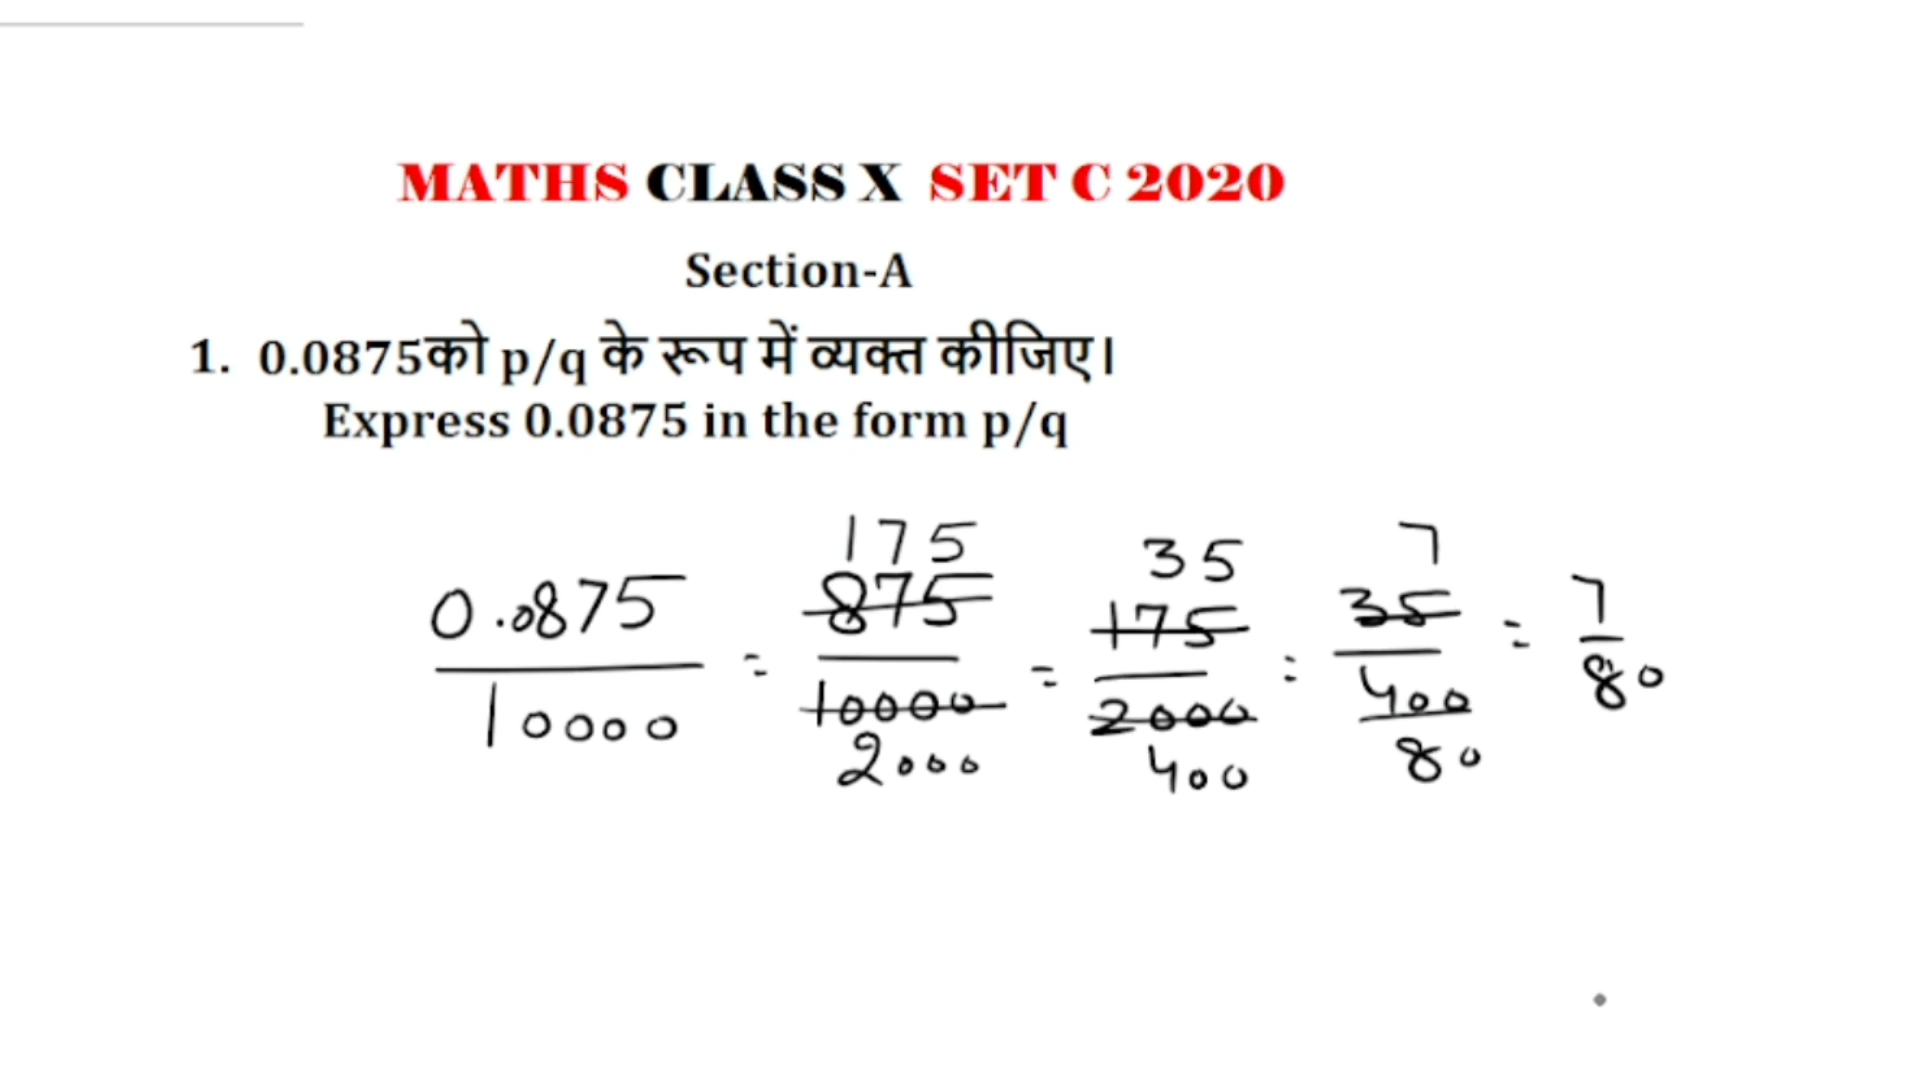 MATHS CLASS X SET C 2020
Section-A
1. 0.0875को p/q के रूप में व्यक्त कीजिए।
Express 0.0875 in the form p/q
175 35 7
0.0875 875 175 35 7
= = = =
10000 10000 2000 400 80
2000 400 80